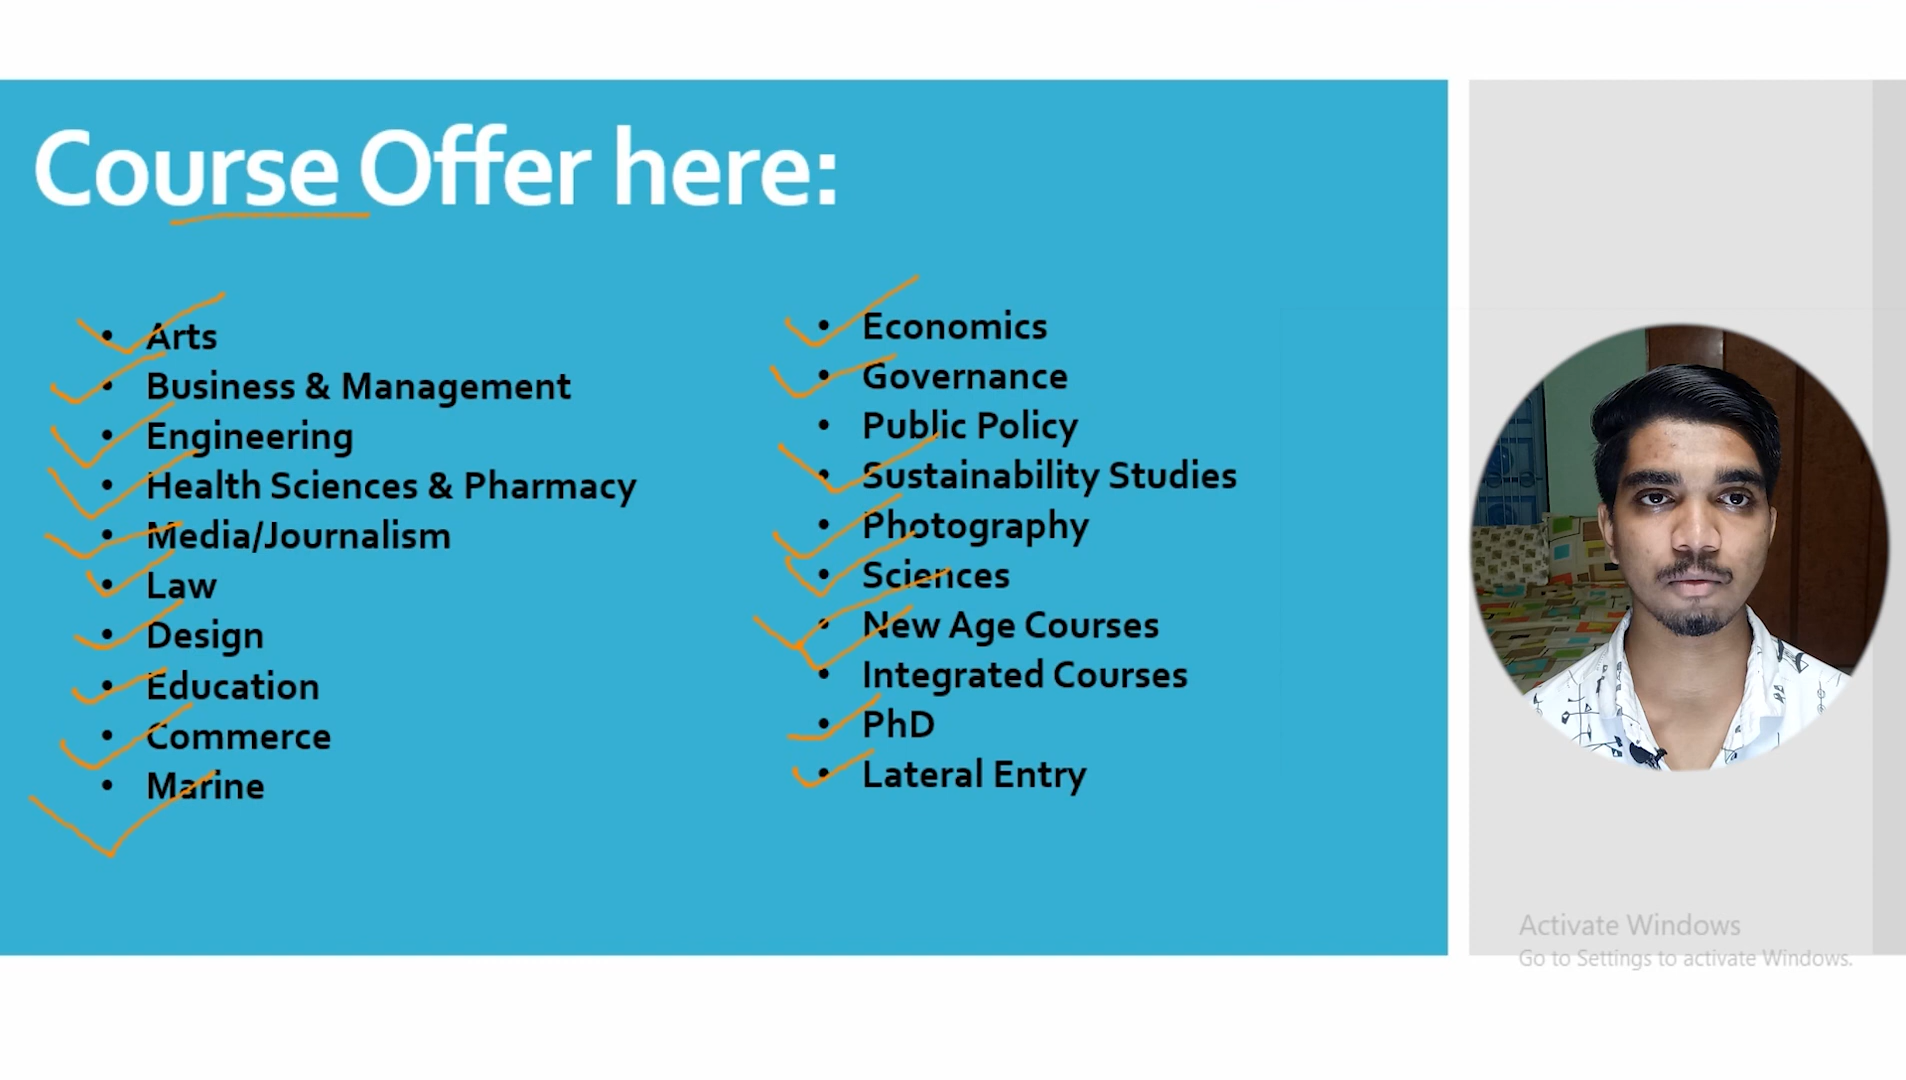 Course Offer here:
• Arts
• Business & Management
• Engineering
• Health Sciences & Pharmacy
• Media/Journalism
• Law
• Design
• Education
• Commerce
• Marine
• Economics
• Governance
• Public Policy
• Sustainability Studies
• Photography
• Sciences
• New Age Courses
• Integrated Courses
• PhD
• Lateral Entry
Activate Windows
Go to Settings to activate Windows.